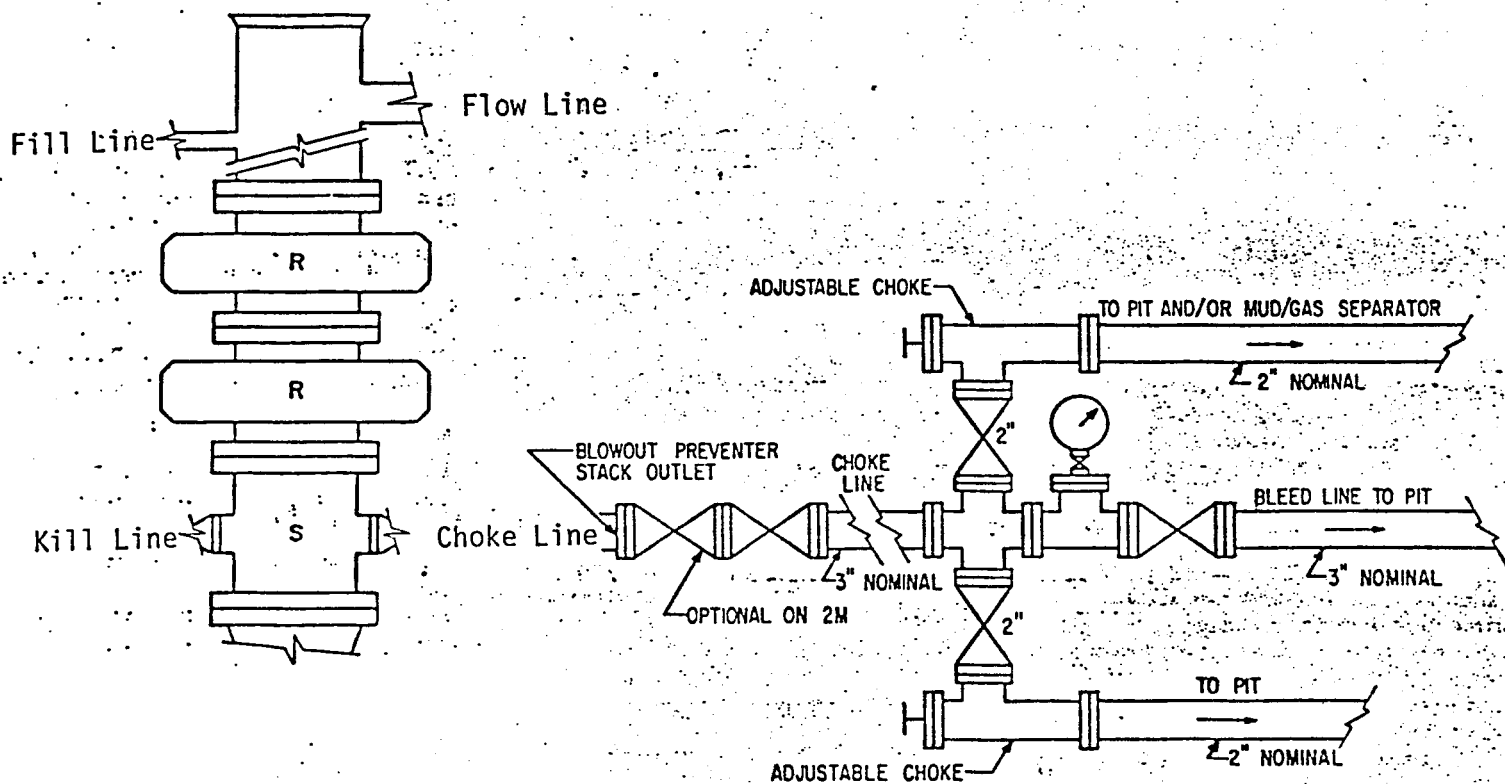 Flow Line
Fill Line
R
R
Kill Line
S
Choke Line
ADJUSTABLE CHOKE
TO PIT AND/OR MUD/GAS SEPARATOR
2" NOMINAL
2"
BLOWOUT PREVENTER
STACK OUTLET
CHOKE
LINE
BLEED LINE TO PIT
3" NOMINAL
3" NOMINAL
OPTIONAL ON 2M
2"
TO PIT
2" NOMINAL
ADJUSTABLE CHOKE